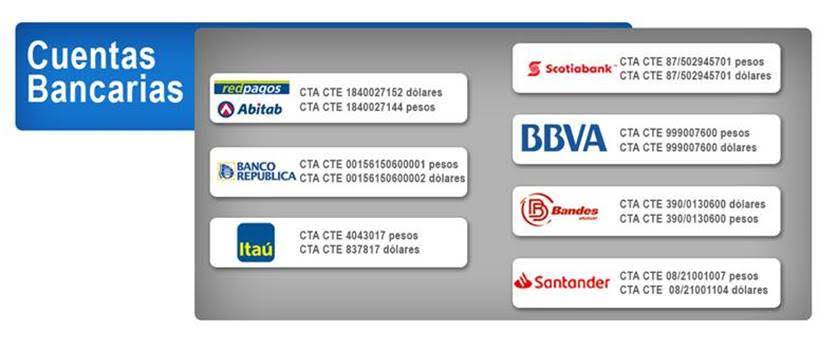 Cuentas
Bancarias
redpagos
Abitab
CTA CTE 1840027152 dólares
CTA CTE 1840027144 pesos
BANCO
REPUBLICA
CTA CTE 00156150600001 pesos
CTA CTE 00156150600002 dólares
Itaú
CTA CTE 4043017 pesos
CTA CTE 837817 dólares
Scotiabank
CTA CTE 87/502945701 pesos
CTA CTE 87/502945701 dólares
BBVA
CTA CTE 999007600 pesos
CTA CTE 999007600 dólares
Bandes
CTA CTE 390/0130600 dólares
CTA CTE 390/0130600 pesos
Santander
CTA CTE 08/21001007 pesos
CTA CTE 08/21001104 dólares